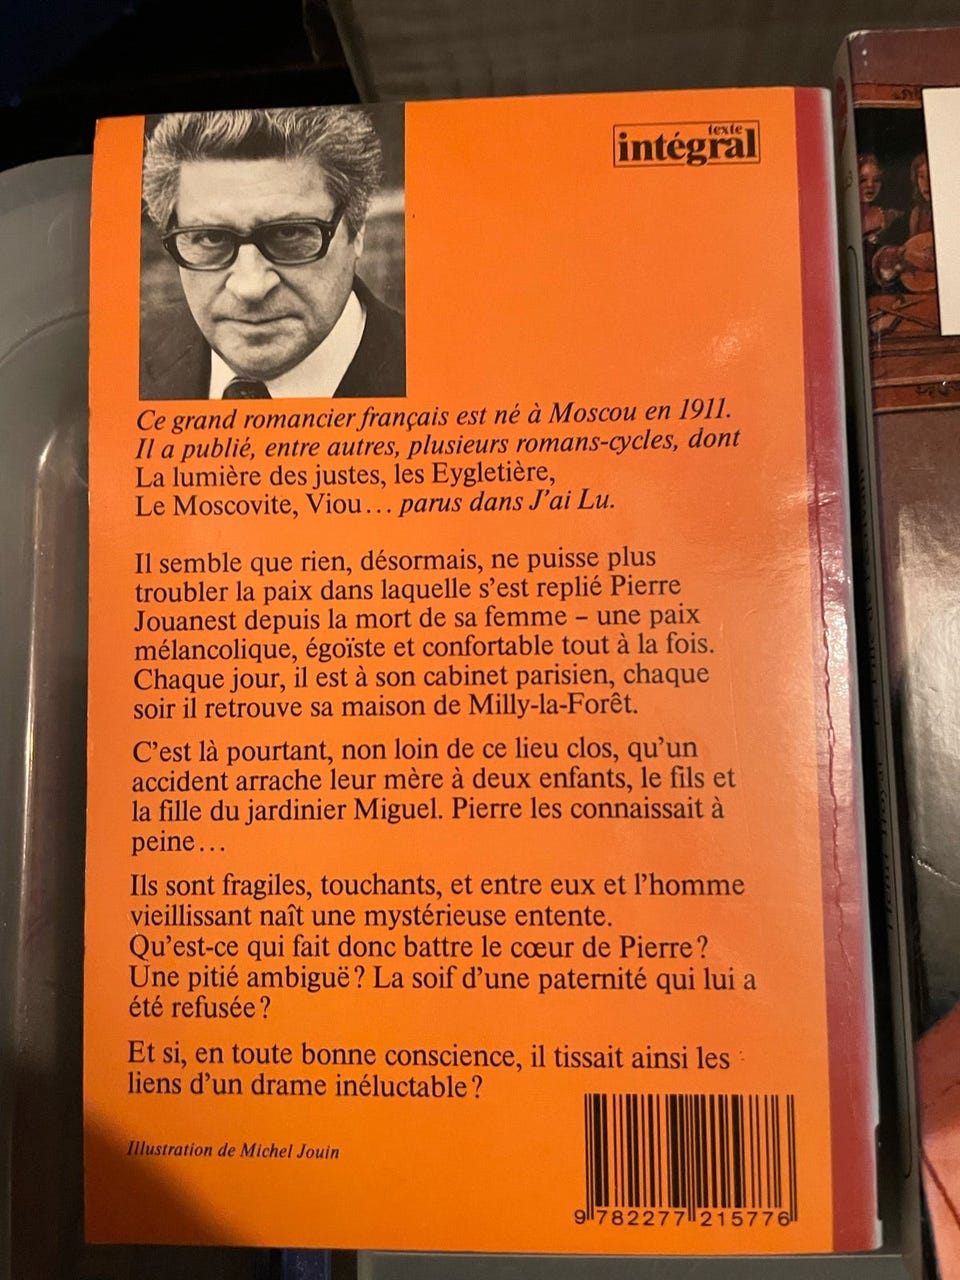 texte
intégral
Ce grand romancier français est né à Moscou en 1911.
Il a publié, entre autres, plusieurs romans-cycles, dont
La lumière des justes, les Eygletière,
Le Moscovite, Viou... parus dans J'ai Lu.
Il semble que rien, désormais, ne puisse plus
troubler la paix dans laquelle s'est replié Pierre
Jouanest depuis la mort de sa femme – une paix
mélancolique, égoïste et confortable tout à la fois.
Chaque jour, il est à son cabinet parisien, chaque
soir il retrouve sa maison de Milly-la-Forêt.
C'est là pourtant, non loin de ce lieu clos, qu'un
accident arrache leur mère à deux enfants, le fils et
la fille du jardinier Miguel. Pierre les connaissait à
peine...
Ils sont fragiles, touchants, et entre eux et l'homme
vieillissant naît une mystérieuse entente.
Qu'est-ce qui fait donc battre le cœur de Pierre ?
Une pitié ambiguë ? La soif d'une paternité qui lui a
été refusée ?
Et si, en toute bonne conscience, il tissait ainsi les
liens d'un drame inéluctable ?
Illustration de Michel Jouin
9 782277 215776